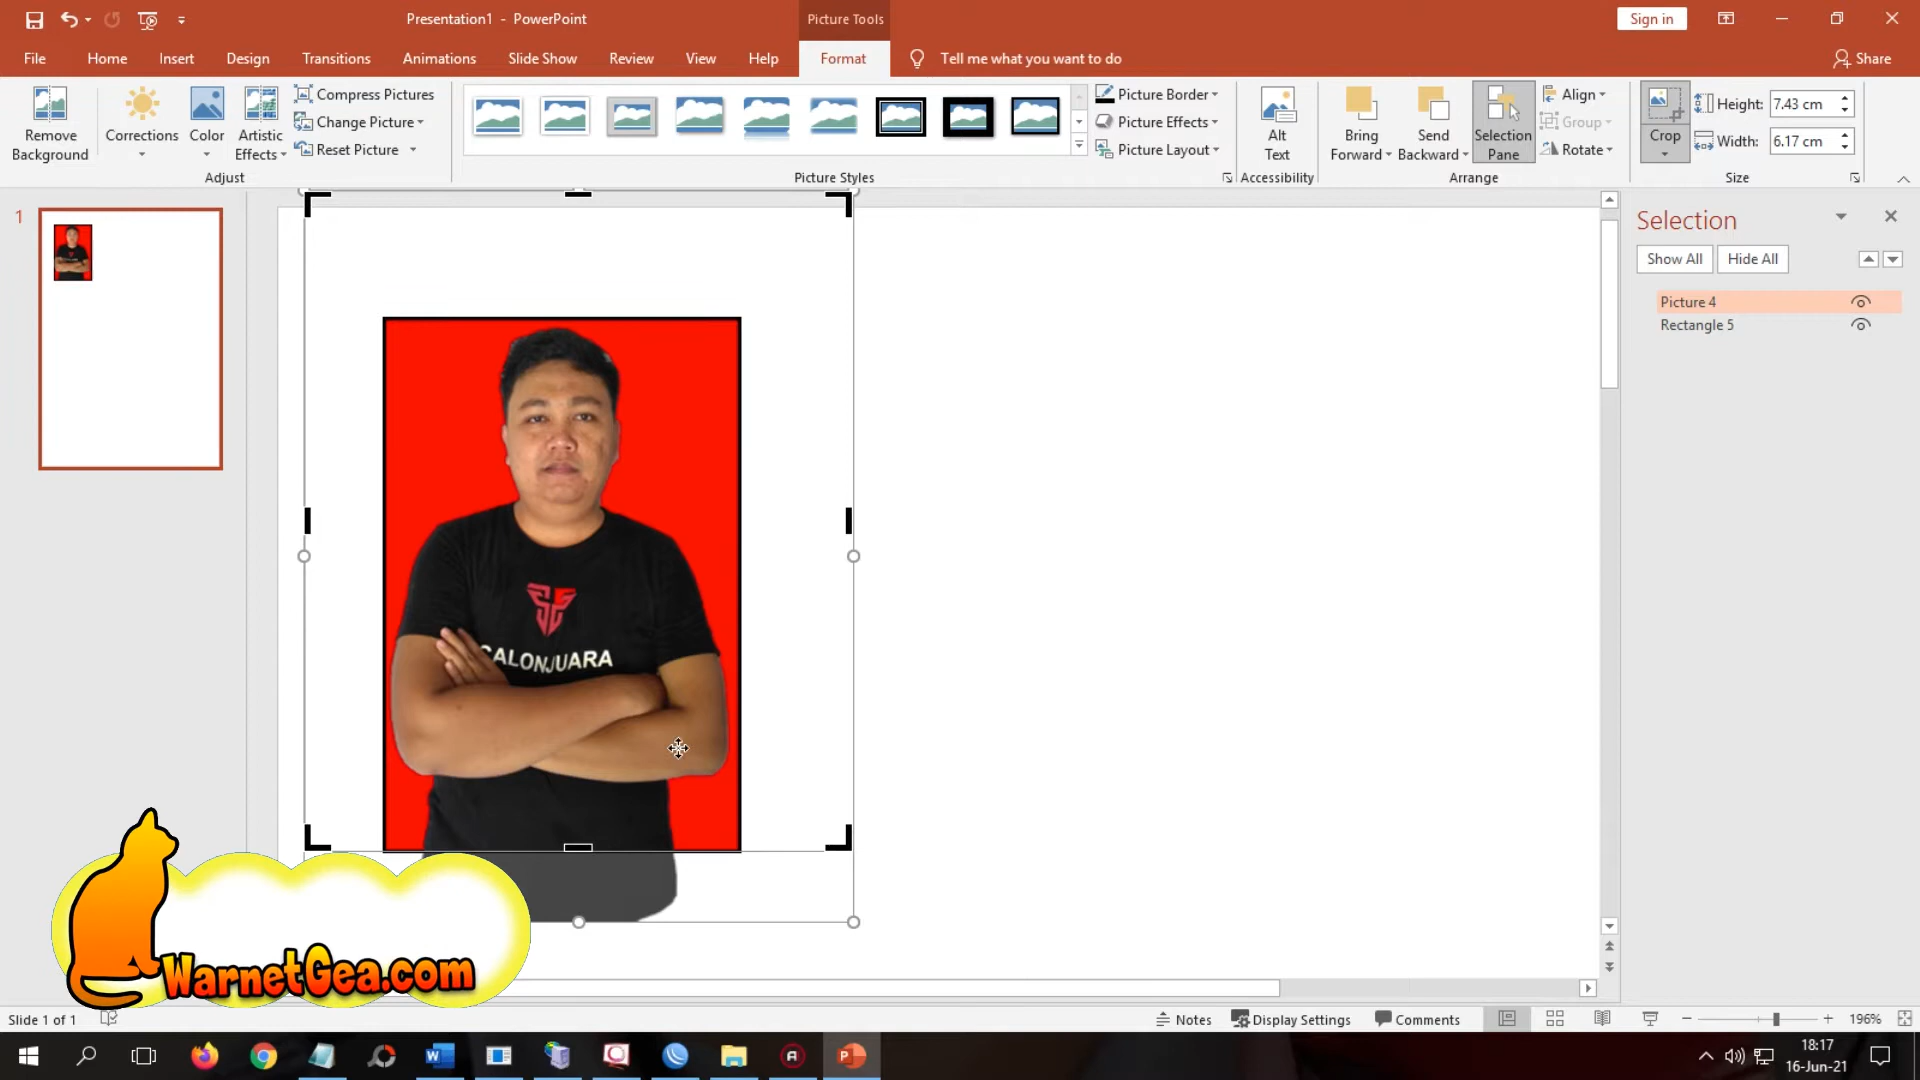 Presentation1 - PowerPoint
Picture Tools
Sign in
File
Home
Insert
Design
Transitions
Animations
Slide Show
Review
View
Help
Format
Tell me what you want to do
Share
Remove Background
Corrections
Color
Artistic Effects
Compress Pictures
Change Picture
Reset Picture
Adjust
Picture Styles
Picture Border
Picture Effects
Picture Layout
Alt Text
Accessibility
Bring Forward
Send Backward
Selection Pane
Align
Group
Rotate
Arrange
Crop
Height: 7.43 cm
Width: 6.17 cm
Size
1
Selection
Show All
Hide All
Picture 4
Rectangle 5
CALONJUARA
WarnetGea.com
Slide 1 of 1
Notes
Display Settings
Comments
196%
18:17
16-Jun-21